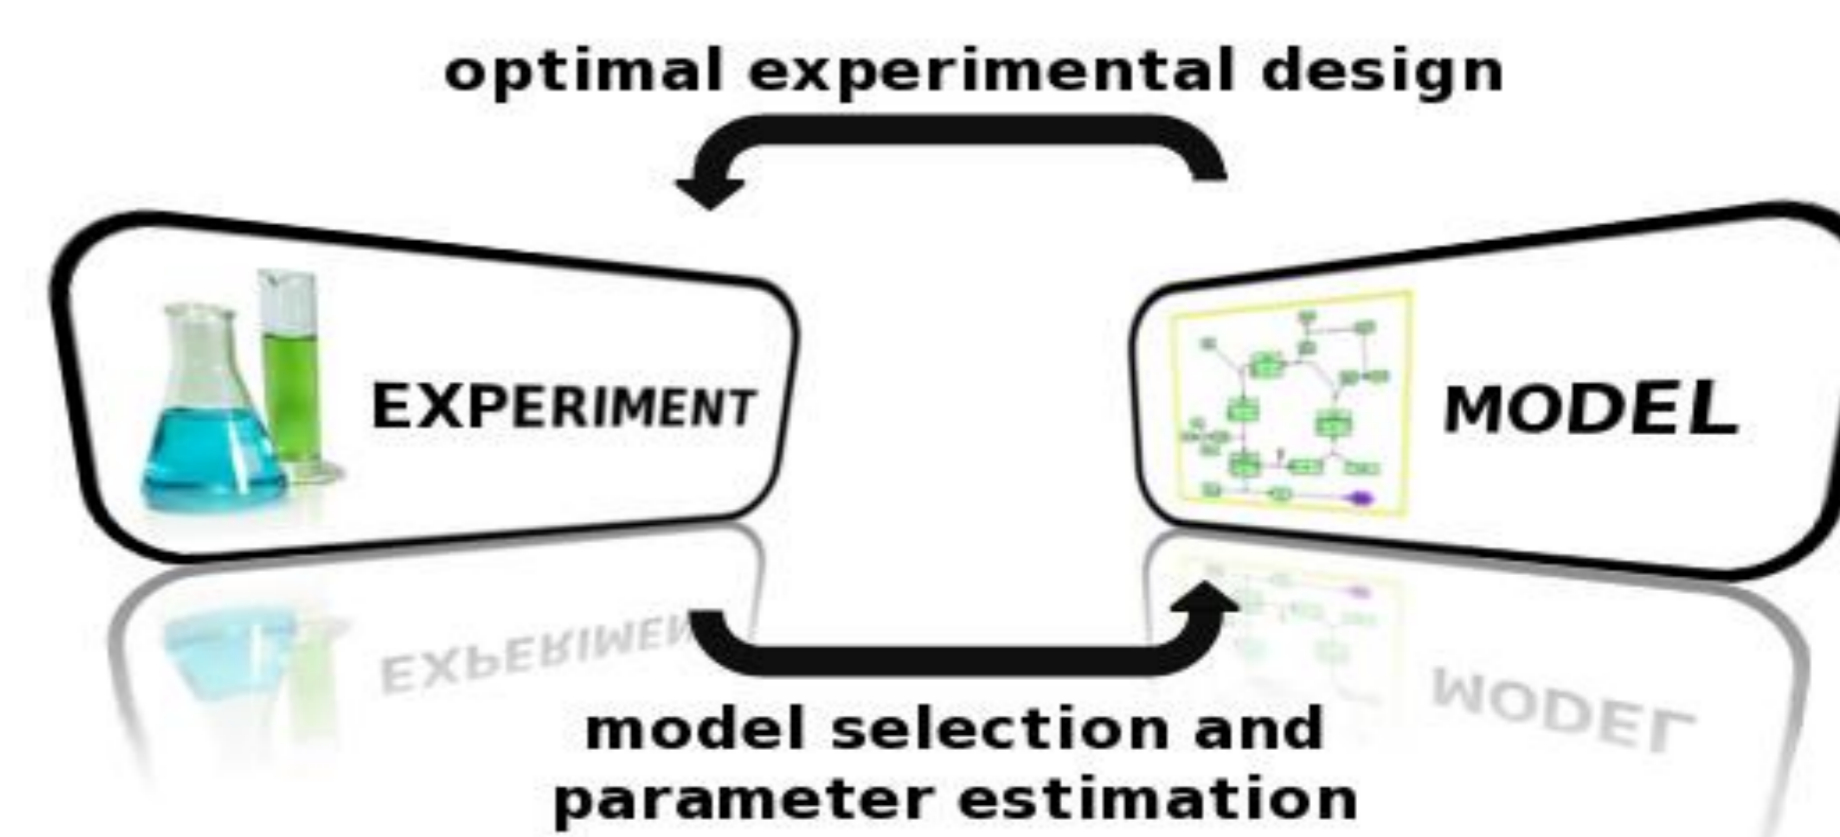 optimal experimental design
EXPERIMENT
MODEL
model selection and
parameter estimation